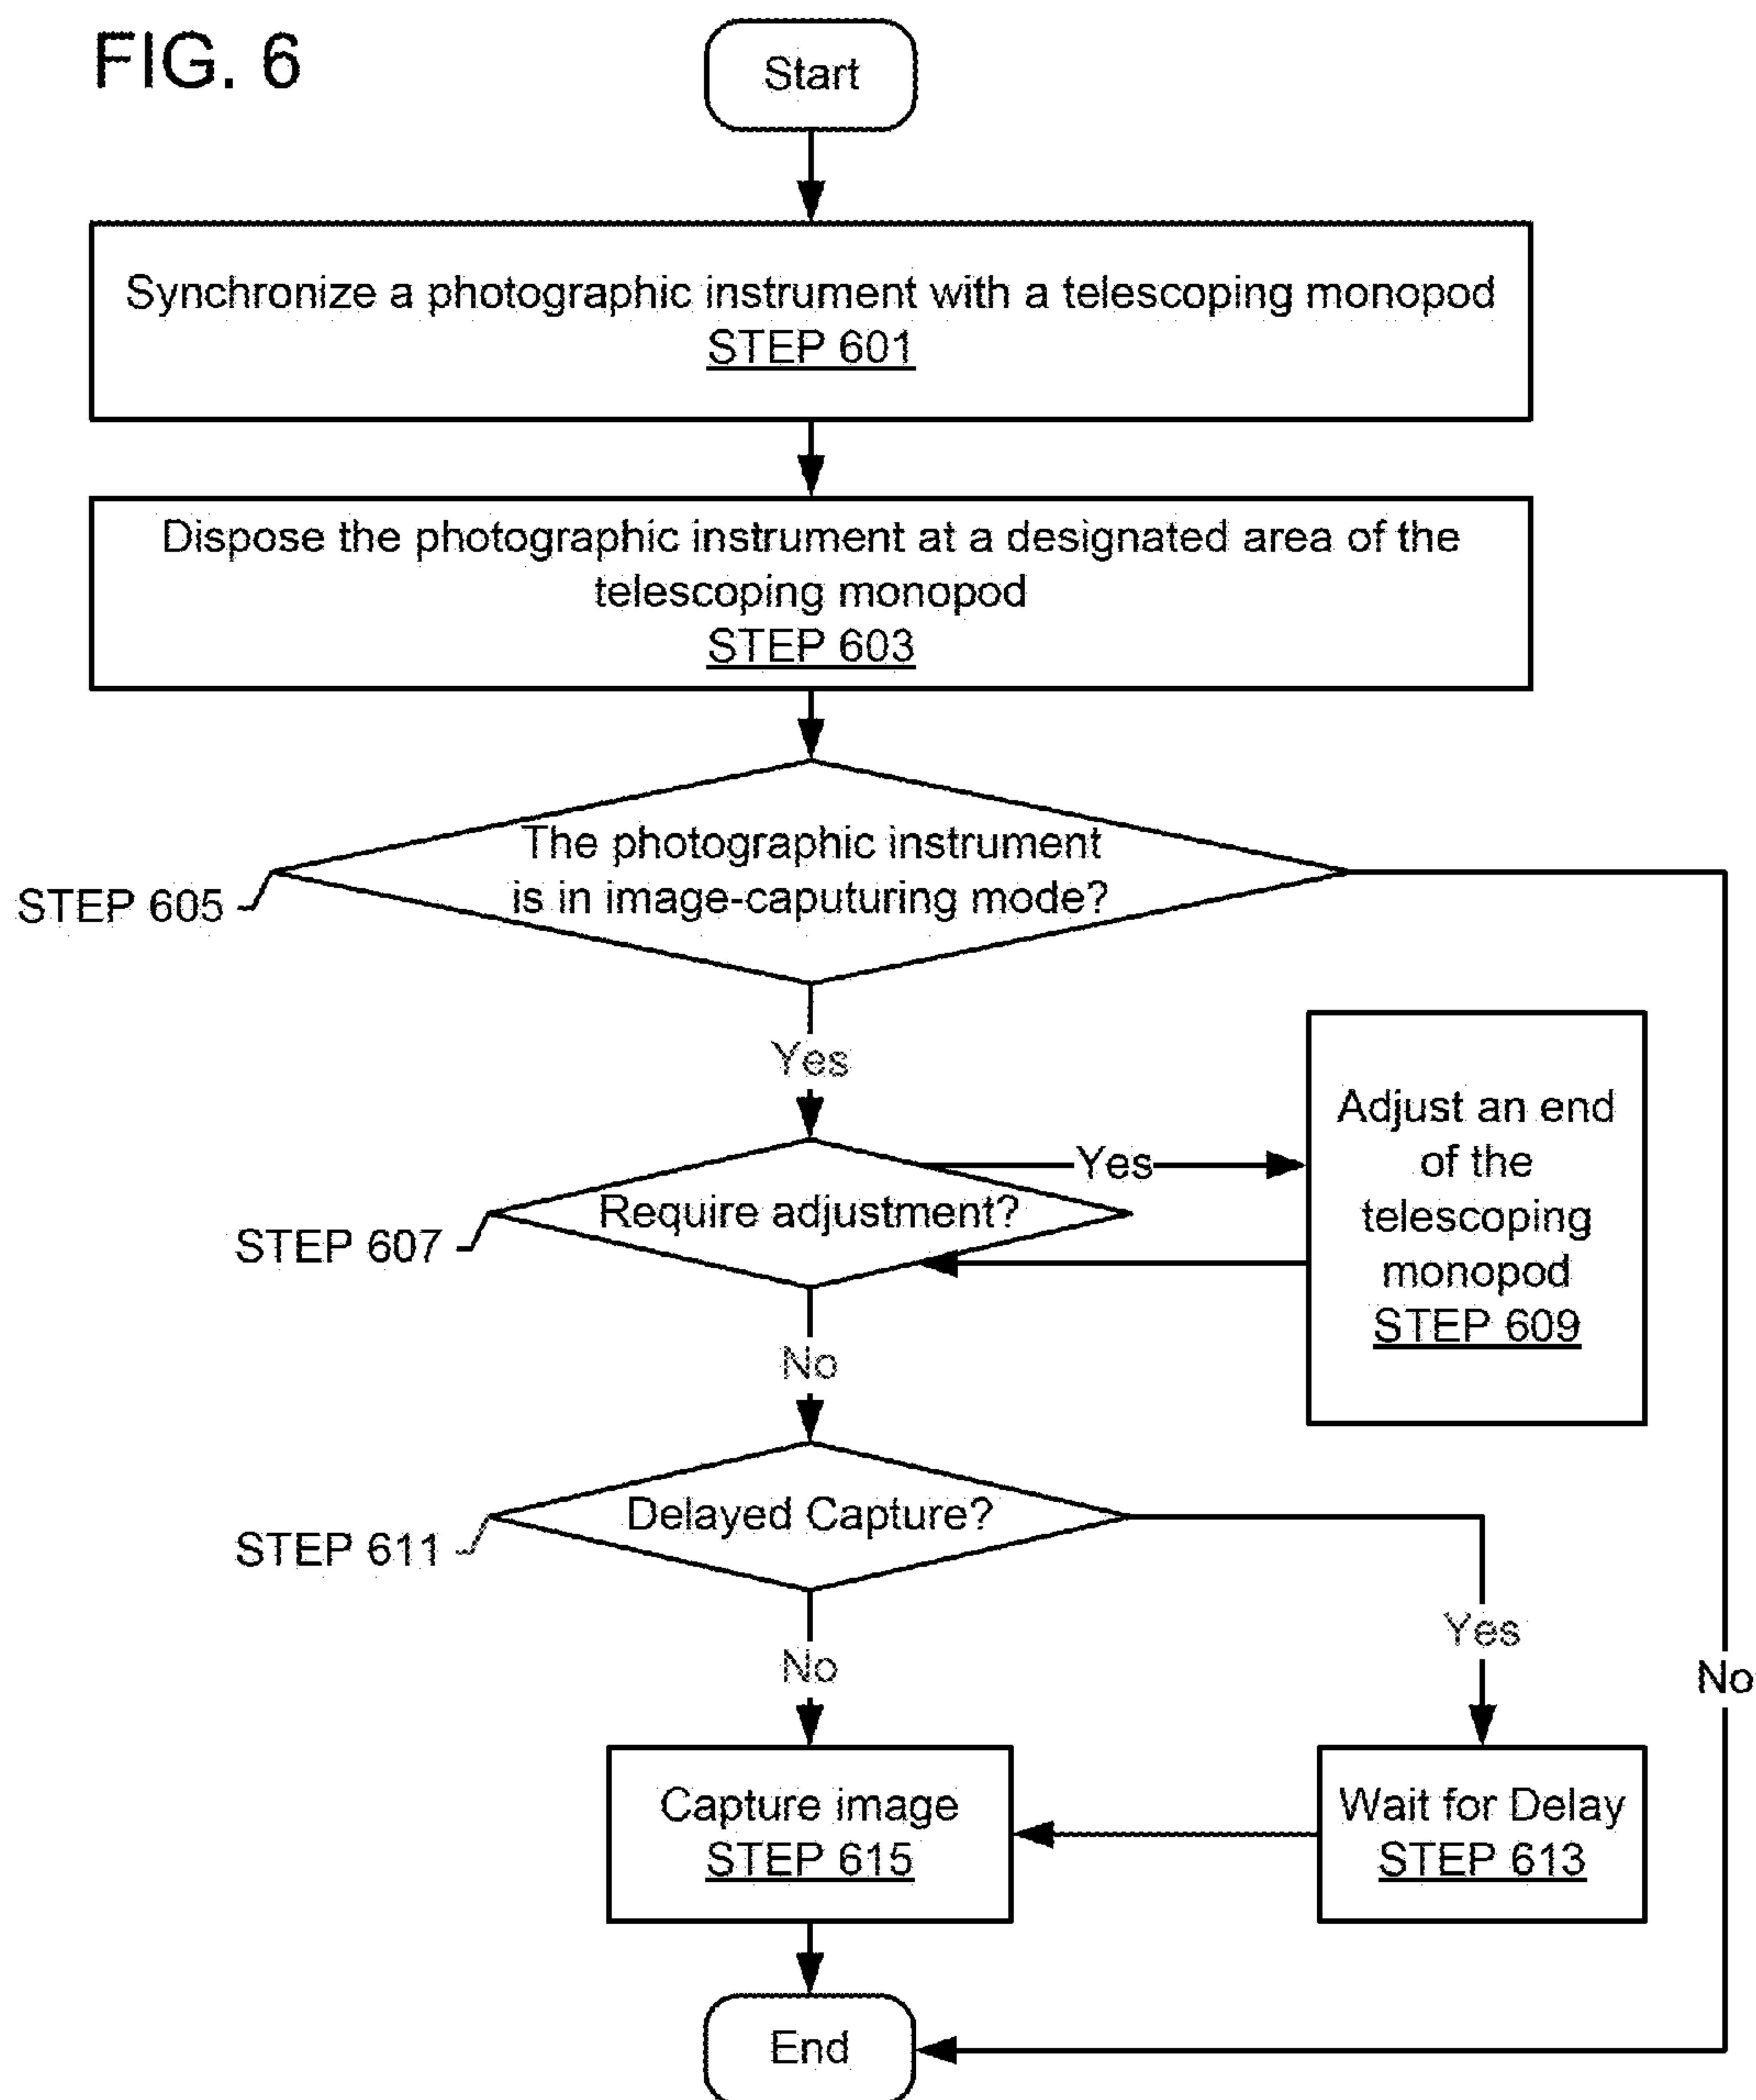 FIG. 6
Start
Synchronize a photographic instrument with a telescoping monopod
STEP 601
Dispose the photographic instrument at a designated area of the
telescoping monopod
STEP 603
The photographic instrument
is in image-caputuring mode?
STEP 605
Yes
Adjust an end
of the
telescoping
monopod
STEP 609
Yes
Require adjustment?
STEP 607
No
Delayed Capture?
STEP 611
Yes
No
No
Capture image
STEP 615
Wait for Delay
STEP 613
End